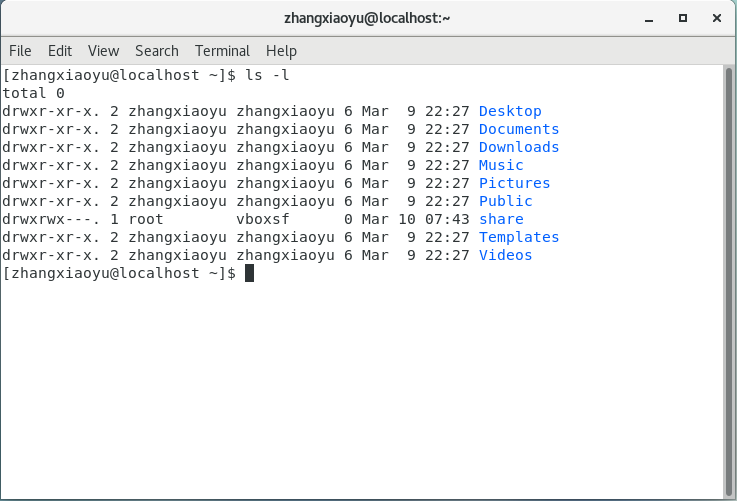 zhangxiaoyu@localhost:~
File Edit View Search Terminal Help
[zhangxiaoyu@localhost ~]$ ls -l
total 0
drwxr-xr-x. 2 zhangxiaoyu zhangxiaoyu 6 Mar  9 22:27 Desktop
drwxr-xr-x. 2 zhangxiaoyu zhangxiaoyu 6 Mar  9 22:27 Documents
drwxr-xr-x. 2 zhangxiaoyu zhangxiaoyu 6 Mar  9 22:27 Downloads
drwxr-xr-x. 2 zhangxiaoyu zhangxiaoyu 6 Mar  9 22:27 Music
drwxr-xr-x. 2 zhangxiaoyu zhangxiaoyu 6 Mar  9 22:27 Pictures
drwxr-xr-x. 2 zhangxiaoyu zhangxiaoyu 6 Mar  9 22:27 Public
drwxrwx---. 1 root        vboxsf      0 Mar 10 07:43 share
drwxr-xr-x. 2 zhangxiaoyu zhangxiaoyu 6 Mar  9 22:27 Templates
drwxr-xr-x. 2 zhangxiaoyu zhangxiaoyu 6 Mar  9 22:27 Videos
[zhangxiaoyu@localhost ~]$